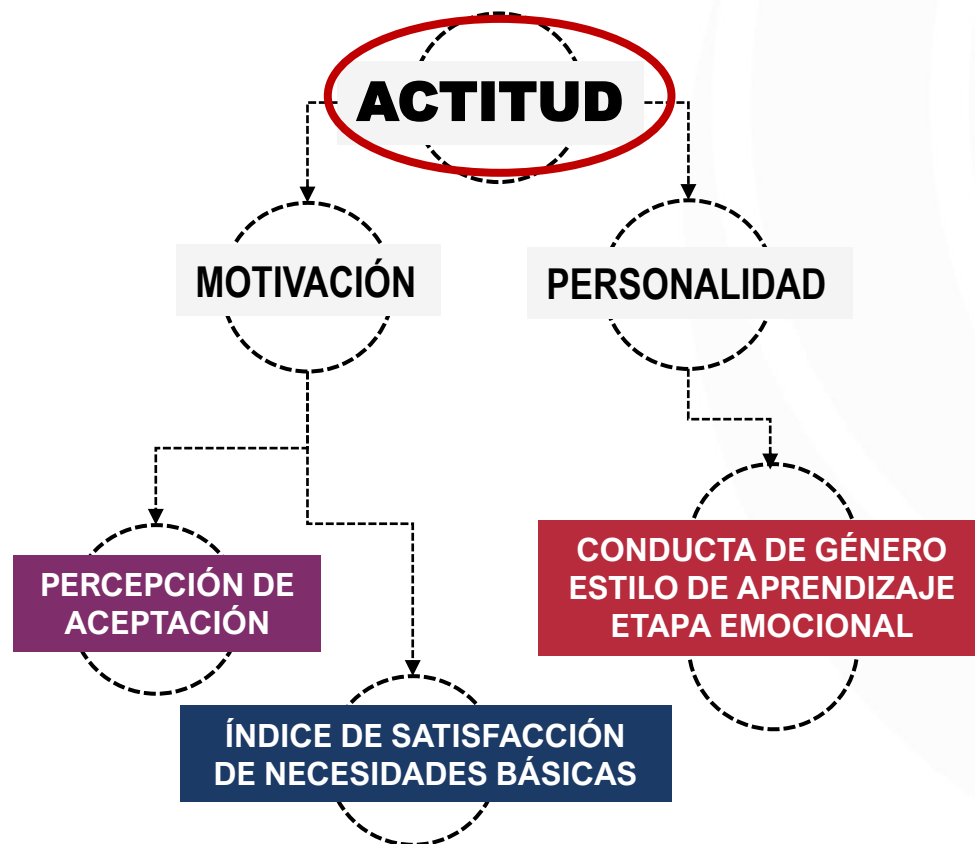 ACTITUD
MOTIVACIÓN
PERSONALIDAD
PERCEPCIÓN DE
ACEPTACIÓN
CONDUCTA DE GÉNERO
ESTILO DE APRENDIZAJE
ETAPA EMOCIONAL
ÍNDICE DE SATISFACCIÓN
DE NECESIDADES BÁSICAS